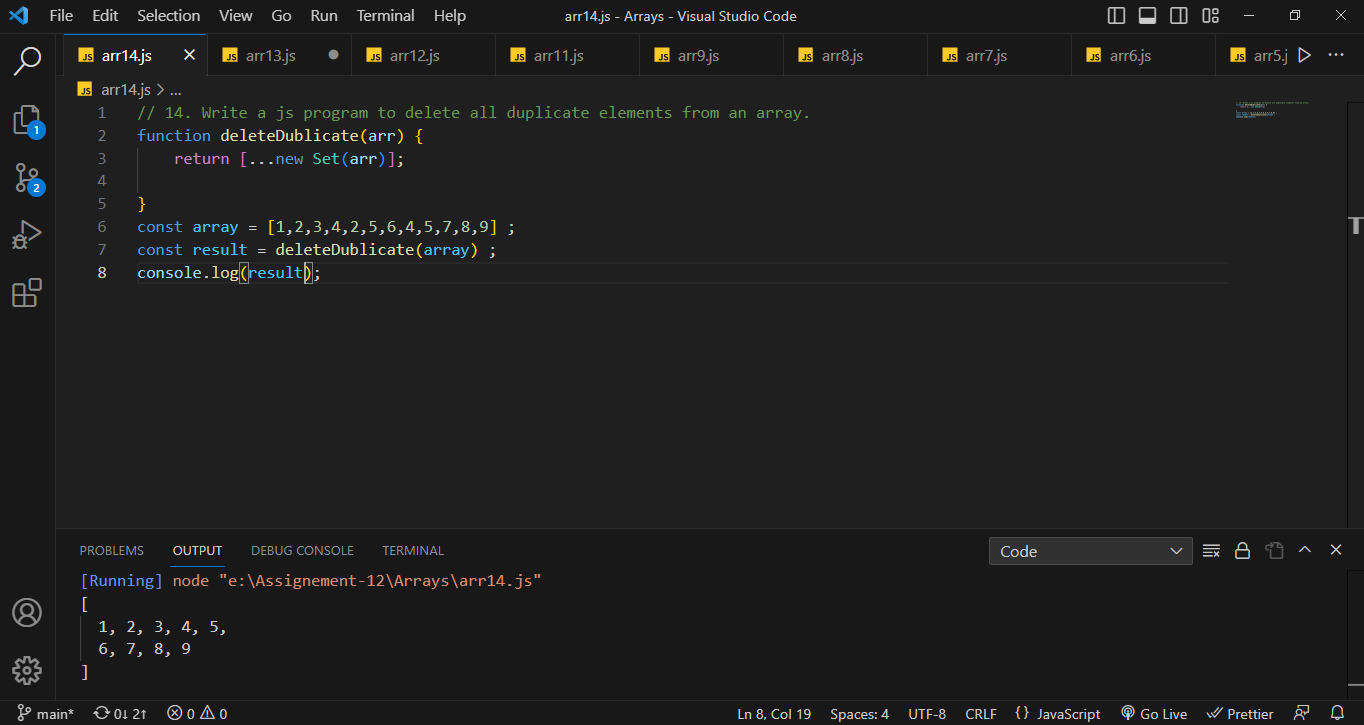 File Edit Selection View Go Run Terminal Help arr14.js - Arrays - Visual Studio Code
JS arr14.js JS arr13.js JS arr12.js JS arr11.js JS arr9.js JS arr8.js JS arr7.js JS arr6.js JS arr5.j
JS arr14.js > ...
1 // 14. Write a js program to delete all duplicate elements from an array.
2 function deleteDublicate(arr) {
3 return [...new Set(arr)];
4
5 }
6 const array = [1,2,3,4,2,5,6,4,5,7,8,9] ;
7 const result = deleteDublicate(array) ;
8 console.log(result);
1
2
PROBLEMS OUTPUT DEBUG CONSOLE TERMINAL Code
[Running] node "e:\Assignement-12\Arrays\arr14.js"
[
1, 2, 3, 4, 5,
6, 7, 8, 9
]
main* 0↓ 2↑ 0 0 Ln 8, Col 19 Spaces: 4 UTF-8 CRLF {} JavaScript Go Live Prettier